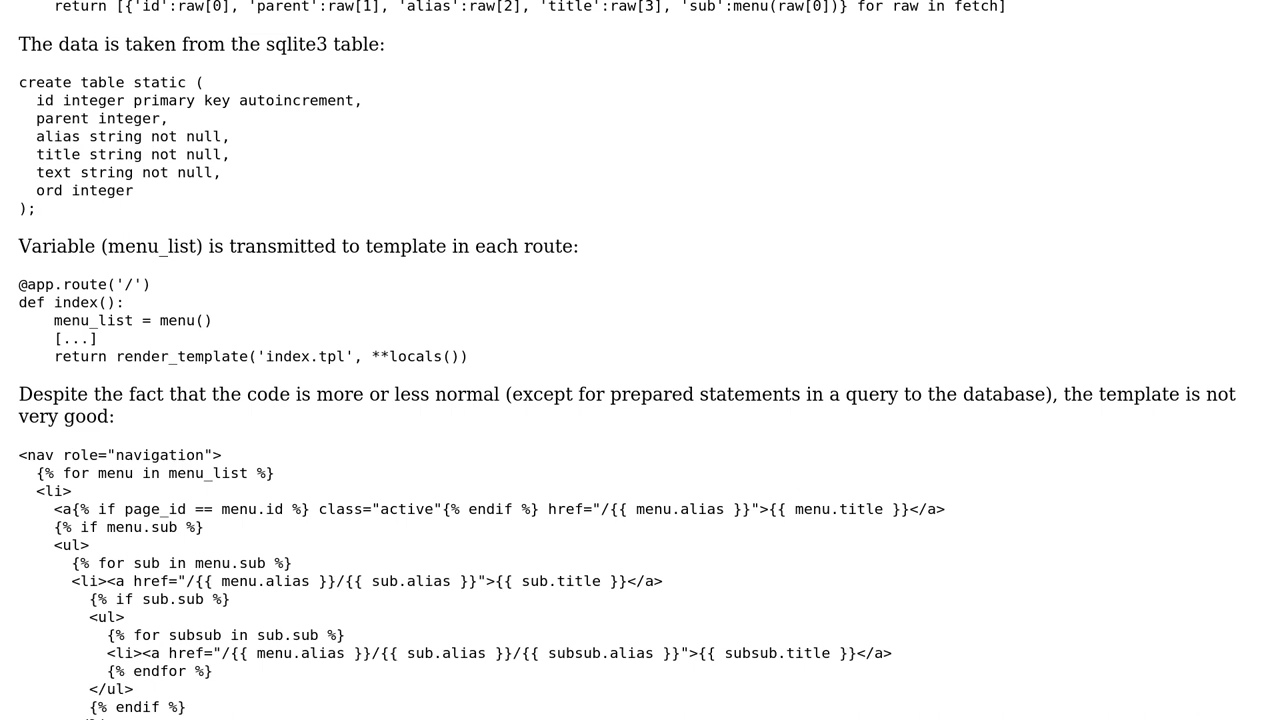 return [{'id':raw[0], 'parent':raw[1], 'alias':raw[2], 'title':raw[3], 'sub':menu(raw[0])} for raw in fetch]
The data is taken from the sqlite3 table:
create table static (
  id integer primary key autoincrement,
  parent integer,
  alias string not null,
  title string not null,
  text string not null,
  ord integer
);
Variable (menu_list) is transmitted to template in each route:
@app.route('/')
def index():
    menu_list = menu()
    [...]
    return render_template('index.tpl', **locals())
Despite the fact that the code is more or less normal (except for prepared statements in a query to the database), the template is not
very good:
<nav role="navigation">
  {% for menu in menu_list %}
  <li>
    <a{% if page_id == menu.id %} class="active"{% endif %} href="/{{ menu.alias }}">{{ menu.title }}</a>
    {% if menu.sub %}
    <ul>
      {% for sub in menu.sub %}
      <li><a href="/{{ menu.alias }}/{{ sub.alias }}">{{ sub.title }}</a>
        {% if sub.sub %}
        <ul>
          {% for subsub in sub.sub %}
          <li><a href="/{{ menu.alias }}/{{ sub.alias }}/{{ subsub.alias }}">{{ subsub.title }}</a>
          {% endfor %}
        </ul>
        {% endif %}